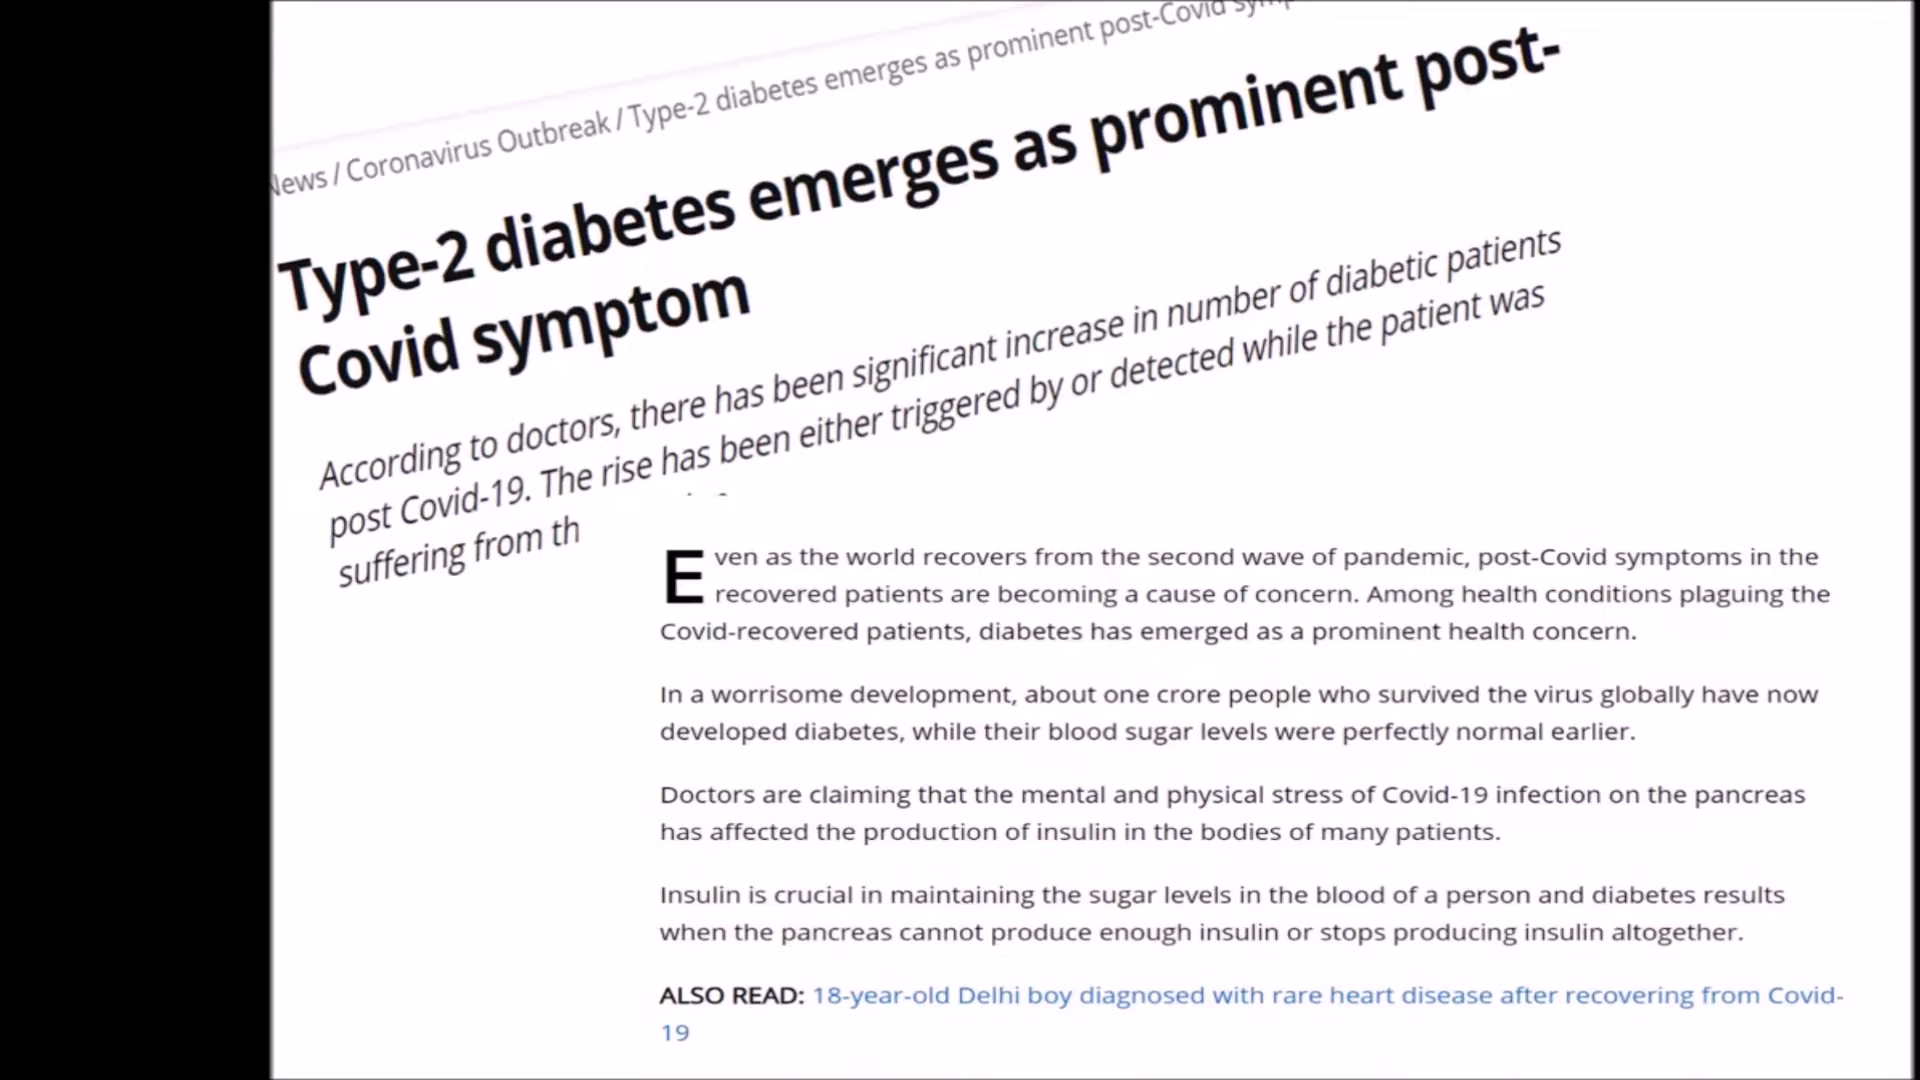 News / Coronavirus Outbreak / Type-2 diabetes emerges as prominent post-Covid
Type-2 diabetes emerges as prominent post-
Covid symptom
According to doctors, there has been significant increase in number of diabetic patients
post Covid-19. The rise has been either triggered by or detected while the patient was
suffering from th
Even as the world recovers from the second wave of pandemic, post-Covid symptoms in the
recovered patients are becoming a cause of concern. Among health conditions plaguing the
Covid-recovered patients, diabetes has emerged as a prominent health concern.
In a worrisome development, about one crore people who survived the virus globally have now
developed diabetes, while their blood sugar levels were perfectly normal earlier.
Doctors are claiming that the mental and physical stress of Covid-19 infection on the pancreas
has affected the production of insulin in the bodies of many patients.
Insulin is crucial in maintaining the sugar levels in the blood of a person and diabetes results
when the pancreas cannot produce enough insulin or stops producing insulin altogether.
ALSO READ: 18-year-old Delhi boy diagnosed with rare heart disease after recovering from Covid-
19